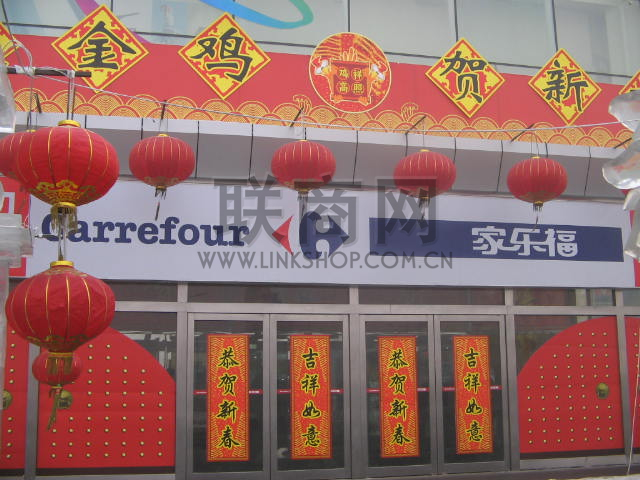 金鸡 鸡祥高照 贺新
Carrefour 家乐福
联商网
WWW.LINKSHOP.COM.CN
恭贺新春
吉祥如意
恭贺新春
吉祥如意